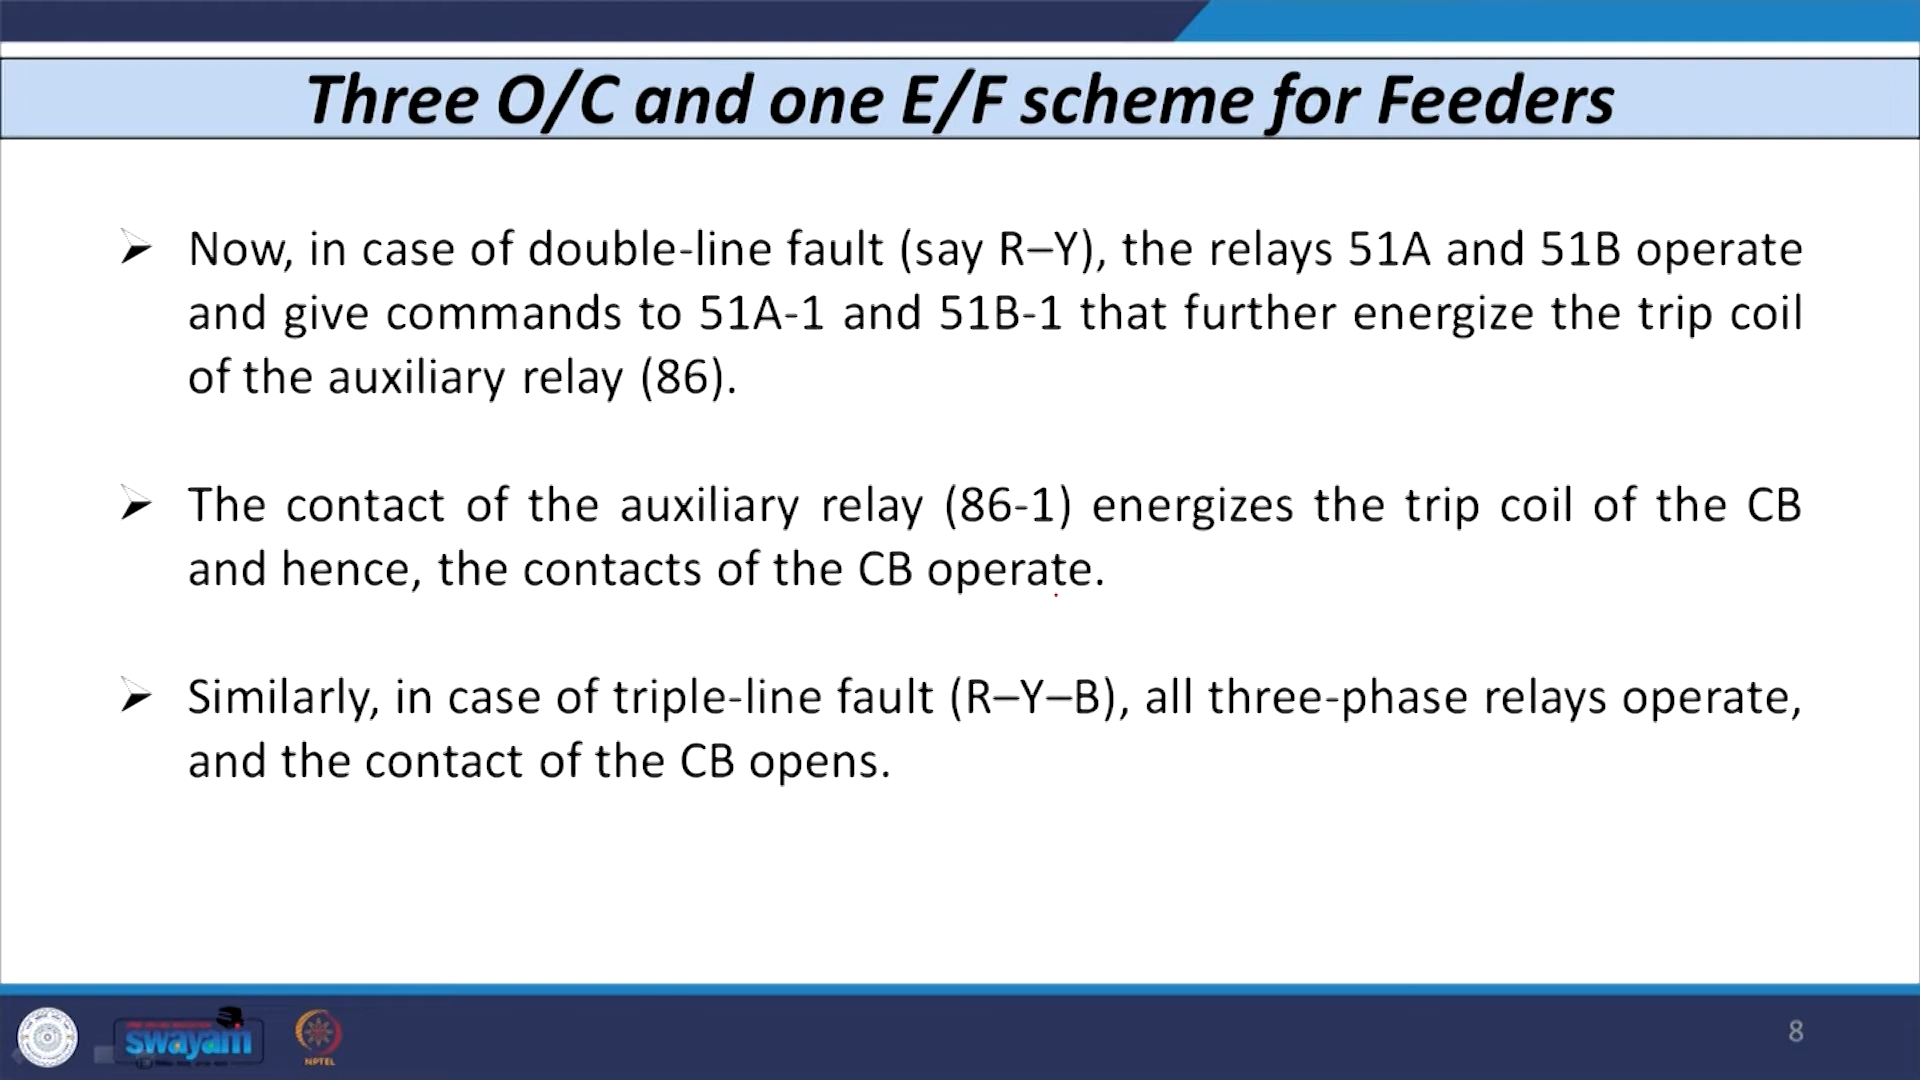 Three O/C and one E/F scheme for Feeders
Now, in case of double-line fault (say R–Y), the relays 51A and 51B operate
and give commands to 51A-1 and 51B-1 that further energize the trip coil
of the auxiliary relay (86).
The contact of the auxiliary relay (86-1) energizes the trip coil of the CB
and hence, the contacts of the CB operate.
Similarly, in case of triple-line fault (R–Y–B), all three-phase relays operate,
and the contact of the CB opens.
swayam
NPTEL
8